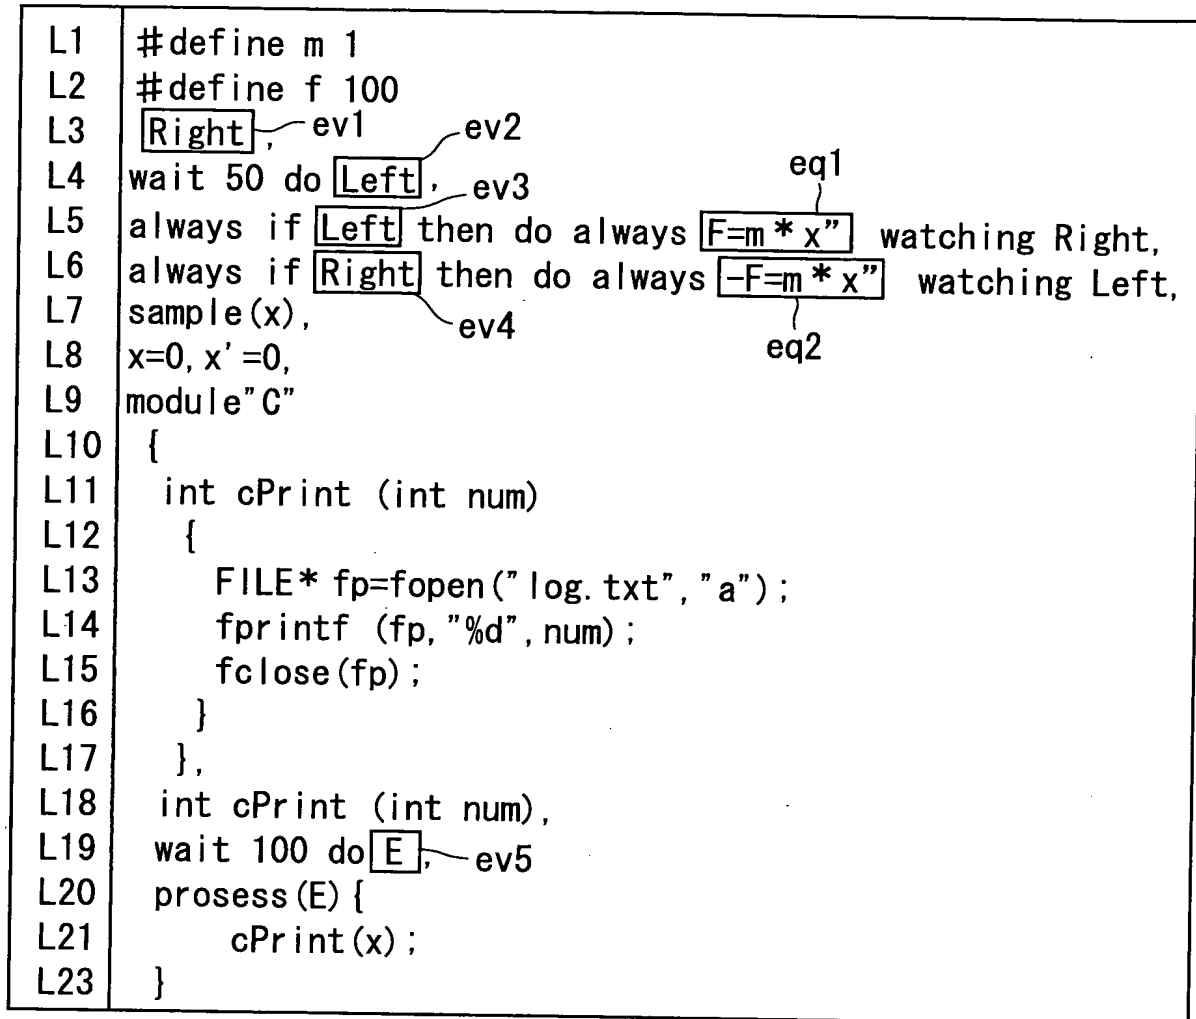 L1 #define m 1
L2 #define f 100
L3 Right, ev1 ev2
L4 wait 50 do Left, ev3 eq1
L5 always if Left then do always F=m*x" watching Right,
L6 always if Right then do always -F=m*x" watching Left,
L7 sample(x), ev4 eq2
L8 x=0, x'=0,
L9 module"C"
L10 {
L11 int cPrint (int num)
L12 {
L13 FILE* fp=fopen("log.txt","a");
L14 fprintf (fp,"%d",num);
L15 fclose(fp);
L16 }
L17 },
L18 int cPrint (int num),
L19 wait 100 do E, ev5
L20 prosess(E){
L21 cPrint(x);
L23 }